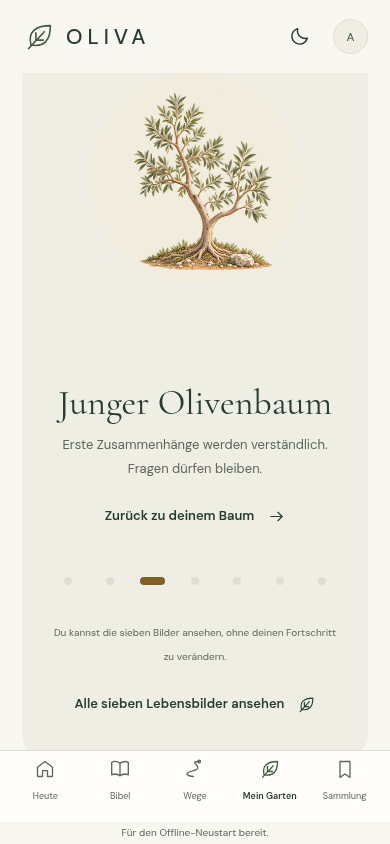 OLIVA
A
Junger Olivenbaum
Erste Zusammenhänge werden verständlich.
Fragen dürfen bleiben.
Zurück zu deinem Baum
Du kannst die sieben Bilder ansehen, ohne deinen Fortschritt
zu verändern.
Alle sieben Lebensbilder ansehen
Heute
Bibel
Wege
Mein Garten
Sammlung
Für den Offline-Neustart bereit.